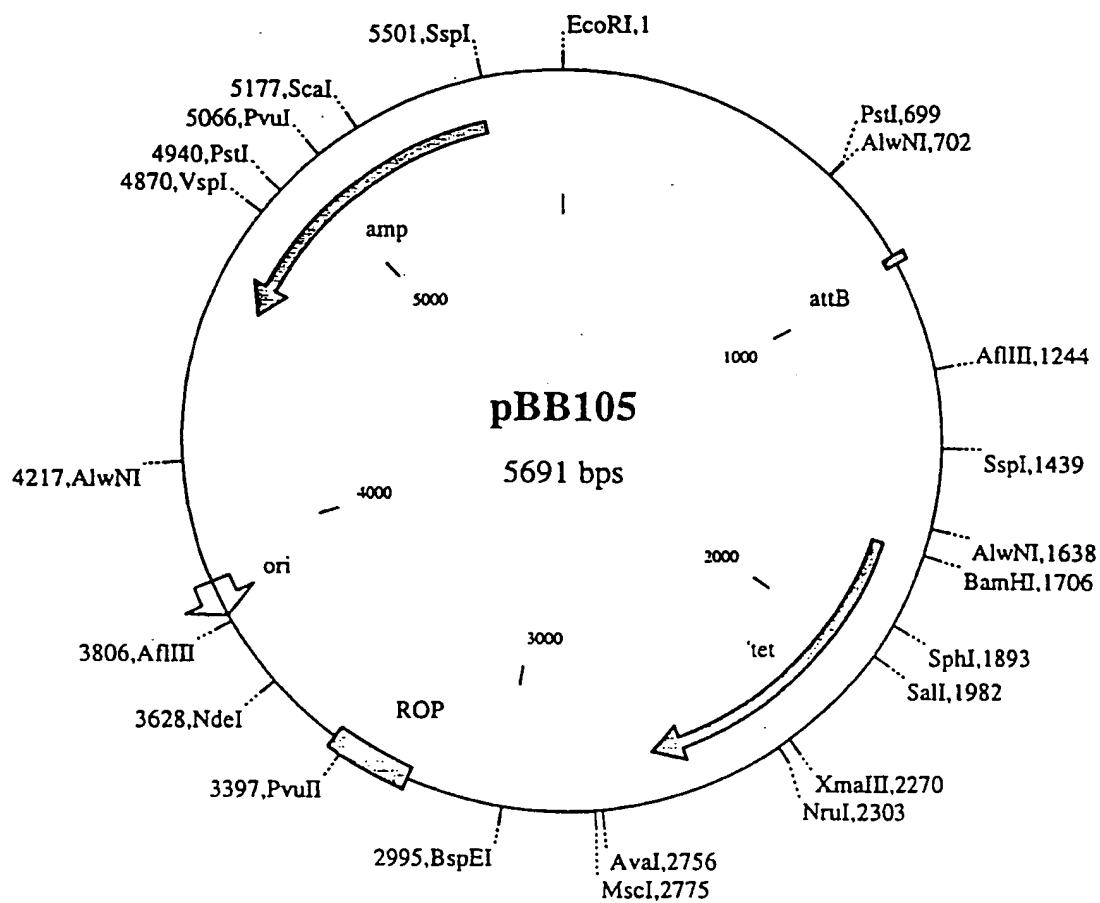 EcoRI,1
5501,SspI
5177,ScaI
5066,PvuI
4940,PstI
4870,VspI
PstI,699
AlwNI,702
amp
5000
attB
1000
AflIII,1244
pBB105
5691 bps
SspI,1439
4217,AlwNI
4000
ori
2000
AlwNI,1638
BamHI,1706
3000
'tet
SphI,1893
SalI,1982
3806,AflIII
3628,NdeI
ROP
3397,PvuII
XmaIII,2270
NruI,2303
2995,BspEI
AvaI,2756
MscI,2775